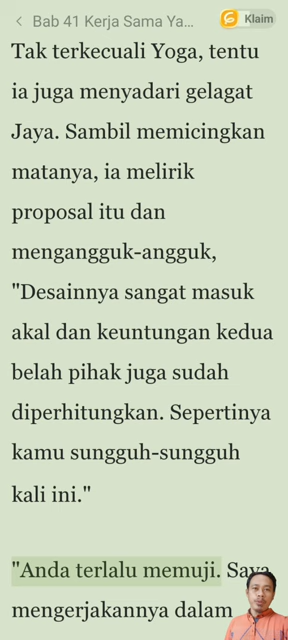 Bab 41 Kerja Sama Ya...
Klaim
Tak terkecuali Yoga, tentu
ia juga menyadari gelagat
Jaya. Sambil memicingkan
matanya, ia melirik
proposal itu dan
mengangguk-angguk,
"Desainnya sangat masuk
akal dan keuntungan kedua
belah pihak juga sudah
diperhitungkan. Sepertinya
kamu sungguh-sungguh
kali ini."
"Anda terlalu memuji. Saya
mengerjakannya dalam